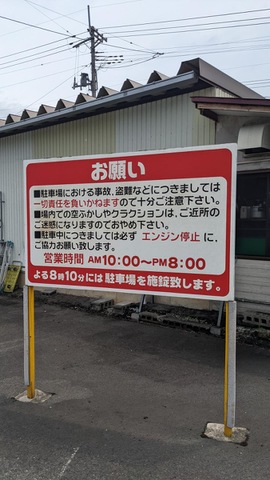 お願い
■駐車場における事故、盗難などにつきましては
一切責任を負いかねますので十分ご注意下さい。
■場内での空ぶかしやクラクションは、ご近所の
ご迷惑になりますのでおやめ下さい。
■駐車中につきましては必ず エンジン停止 に、
ご協力お願い致します。
営業時間 AM10:00〜PM8:00
よる8時10分には駐車場を施錠致します。